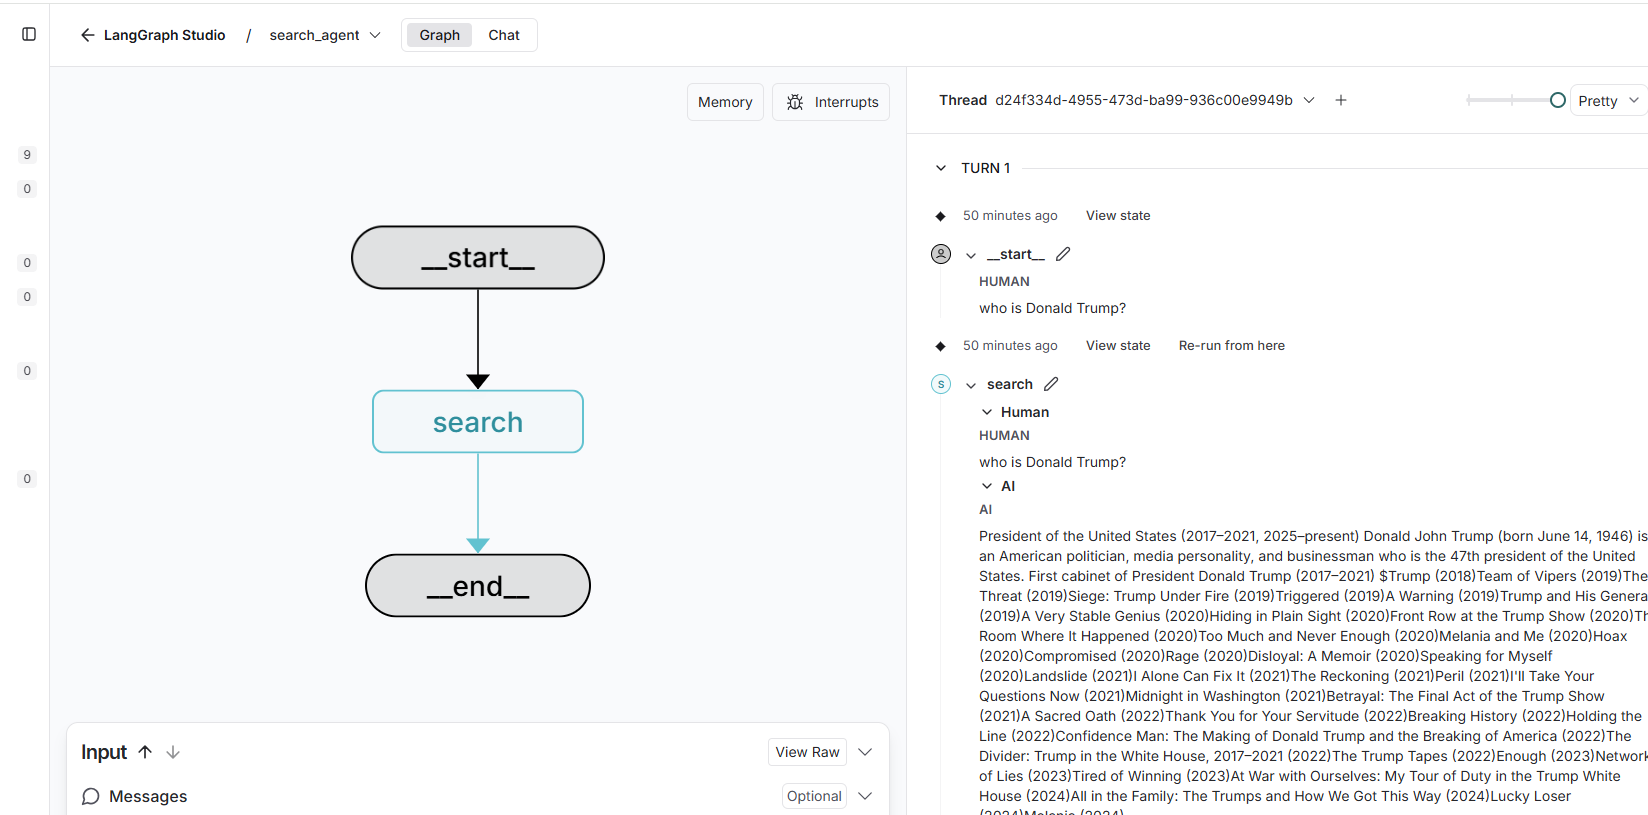 LangGraph Studio / search_agent Graph Chat
Memory Interrupts
Thread d24f334d-4955-473d-ba99-936c00e9949b + Pretty
9
0
0
0
0
0
__start__
search
__end__
Input View Raw
Messages Optional
TURN 1
50 minutes ago View state
__start__
HUMAN
who is Donald Trump?
50 minutes ago View state Re-run from here
S search
Human
HUMAN
who is Donald Trump?
AI
AI
President of the United States (2017–2021, 2025–present) Donald John Trump (born June 14, 1946) is
an American politician, media personality, and businessman who is the 47th president of the United
States. First cabinet of President Donald Trump (2017–2021) $Trump (2018)Team of Vipers (2019)The
Threat (2019)Siege: Trump Under Fire (2019)Triggered (2019)A Warning (2019)Trump and His Genera
(2019)A Very Stable Genius (2020)Hiding in Plain Sight (2020)Front Row at the Trump Show (2020)Th
Room Where It Happened (2020)Too Much and Never Enough (2020)Melania and Me (2020)Hoax
(2020)Compromised (2020)Rage (2020)Disloyal: A Memoir (2020)Speaking for Myself
(2020)Landslide (2021)I Alone Can Fix It (2021)The Reckoning (2021)Peril (2021)I'll Take Your
Questions Now (2021)Midnight in Washington (2021)Betrayal: The Final Act of the Trump Show
(2021)A Sacred Oath (2022)Thank You for Your Servitude (2022)Breaking History (2022)Holding the
Line (2022)Confidence Man: The Making of Donald Trump and the Breaking of America (2022)The
Divider: Trump in the White House, 2017–2021 (2022)The Trump Tapes (2022)Enough (2023)Network
of Lies (2023)Tired of Winning (2023)At War with Ourselves: My Tour of Duty in the Trump White
House (2024)All in the Family: The Trumps and How We Got This Way (2024)Lucky Loser
(2024)Melania (2024)